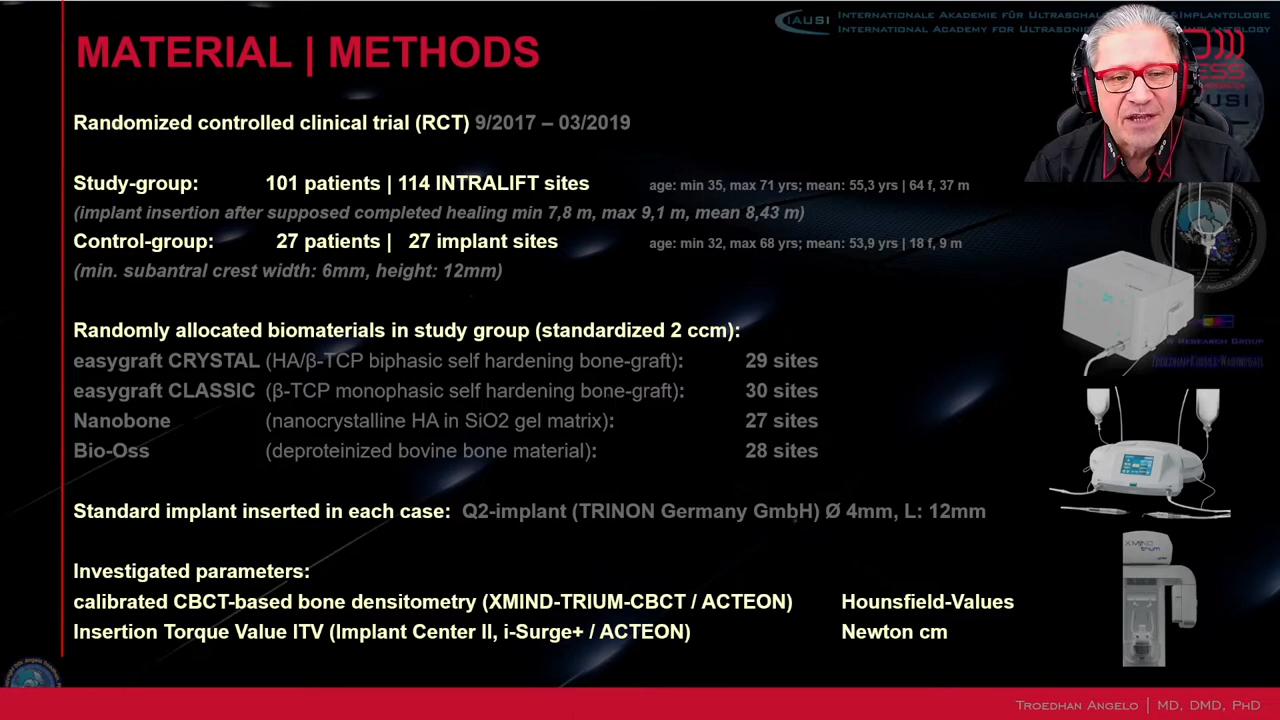 IAUSI INTERNATIONALE AKADEMIE FÜR ULTRASCHAL &IMPLANTOLOGIE
INTERNATIONAL ACADEMY FOR ULTRASONI
MATERIAL | METHODS
Randomized controlled clinical trial (RCT) 9/2017 – 03/2019
Study-group: 101 patients | 114 INTRALIFT sites age: min 35, max 71 yrs; mean: 55,3 yrs | 64 f, 37 m
(implant insertion after supposed completed healing min 7,8 m, max 9,1 m, mean 8,43 m)
Control-group: 27 patients | 27 implant sites age: min 32, max 68 yrs; mean: 53,9 yrs | 18 f, 9 m
(min. subantral crest width: 6mm, height: 12mm)
Randomly allocated biomaterials in study group (standardized 2 ccm):
easygraft CRYSTAL (HA/β-TCP biphasic self hardening bone-graft): 29 sites
easygraft CLASSIC (β-TCP monophasic self hardening bone-graft): 30 sites
Nanobone (nanocrystalline HA in SiO2 gel matrix): 27 sites
Bio-Oss (deproteinized bovine bone material): 28 sites
Standard implant inserted in each case: Q2-implant (TRINON Germany GmbH) Ø 4mm, L: 12mm
Investigated parameters:
calibrated CBCT-based bone densitometry (XMIND-TRIUM-CBCT / ACTEON) Hounsfield-Values
Insertion Torque Value ITV (Implant Center II, i-Surge+ / ACTEON) Newton cm
X-MIND
trium
TROEDHAN ANGELO | MD, DMD, PHD